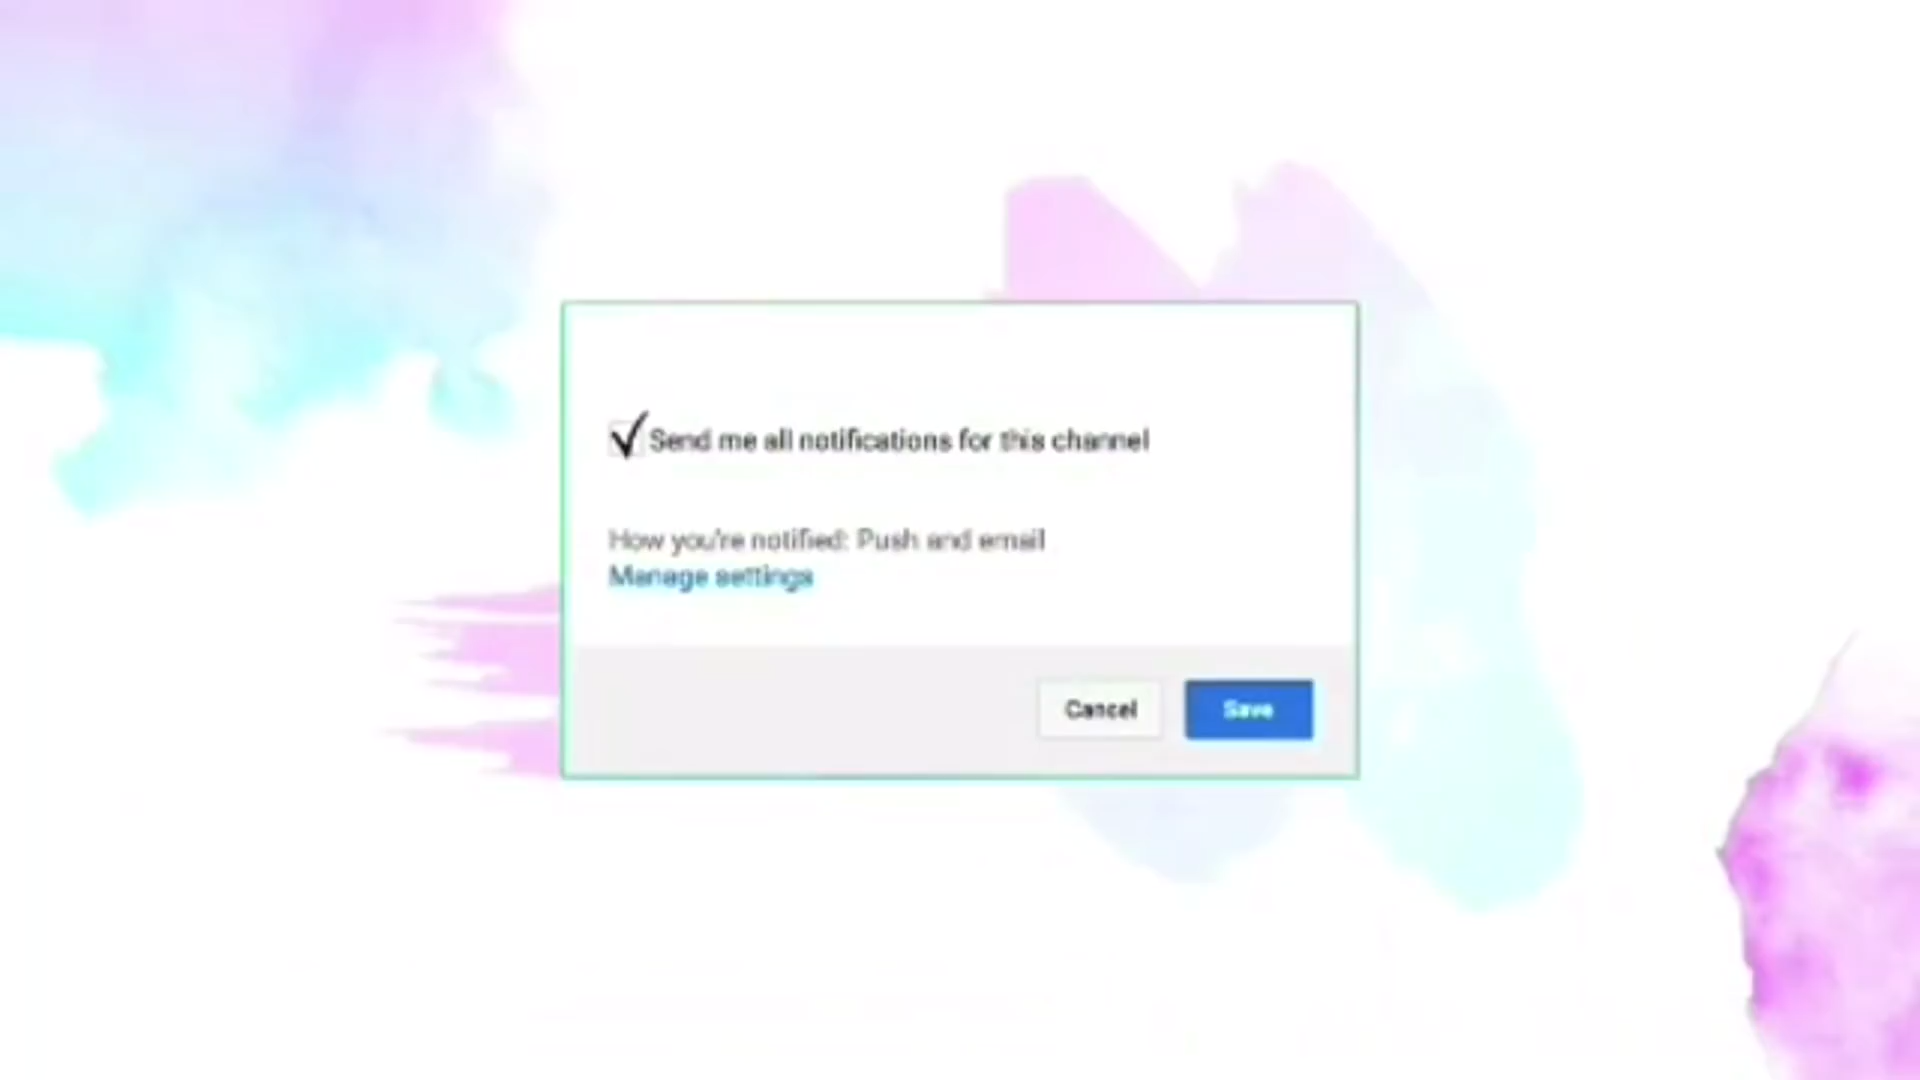 Send me all notifications for this channel
How you're notified: Push and email
Manage settings
Cancel Save